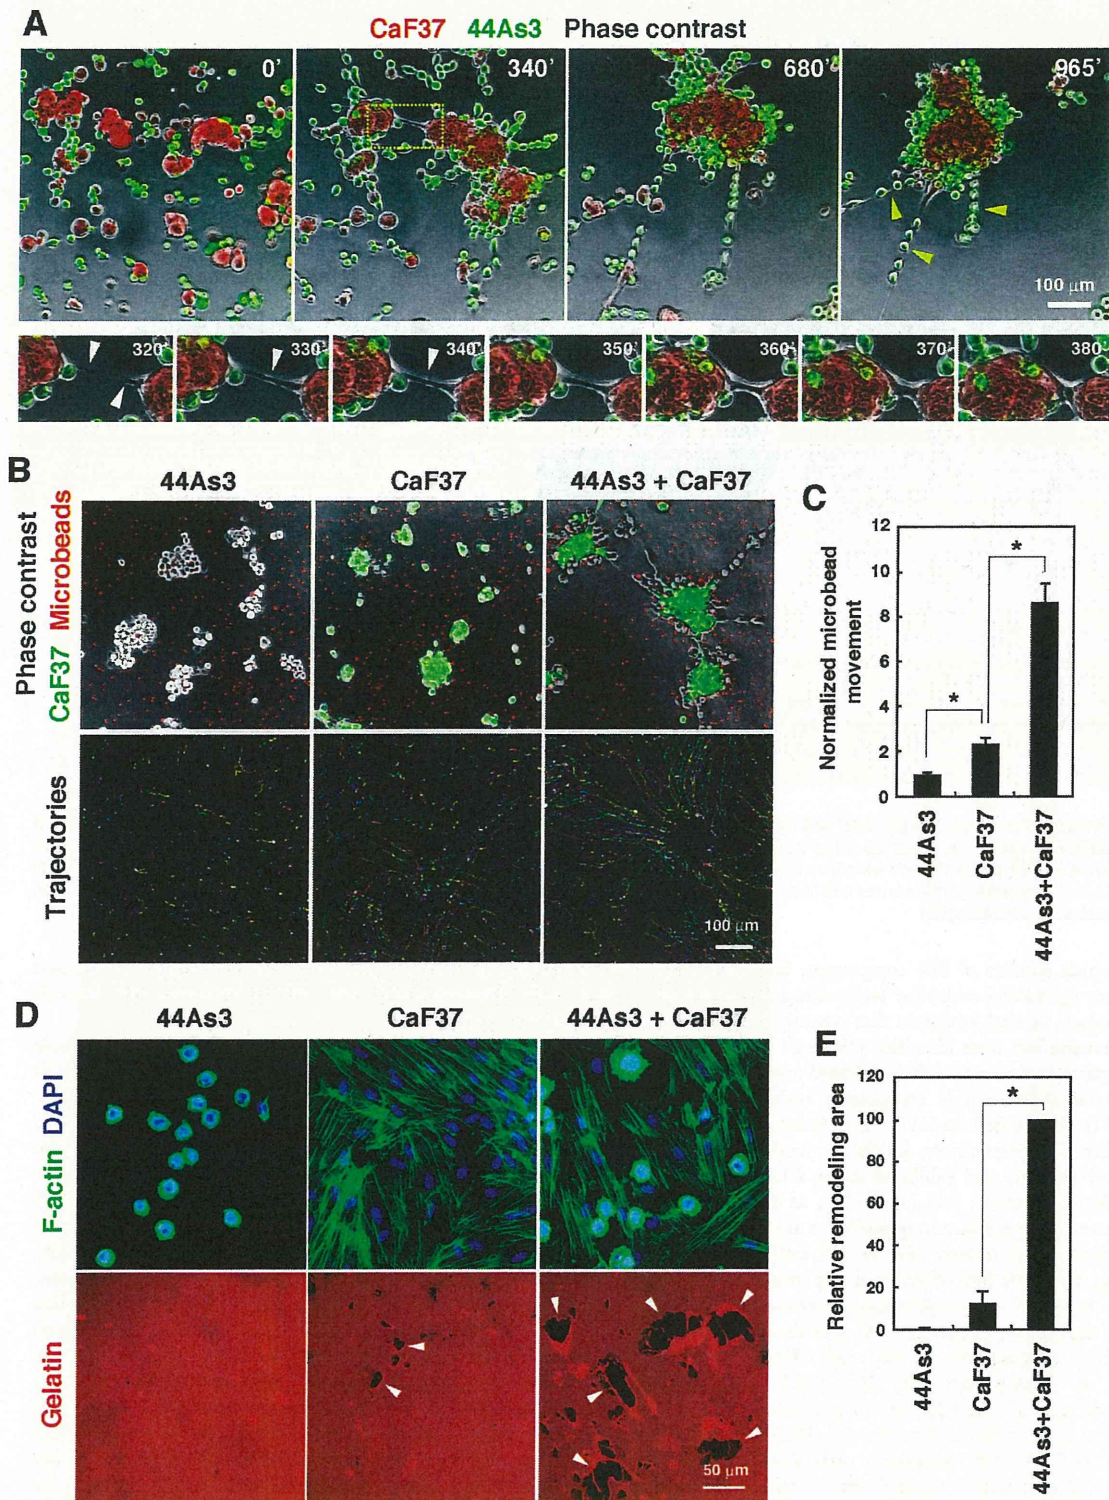 A
CaF37 44As3 Phase contrast
0' 340' 680' 965'
100 µm
320' 330' 340' 350' 360' 370' 380'
B
44As3 CaF37 44As3 + CaF37
Phase contrast
CaF37 Microbeads
Trajectories
100 µm
C
Normalized microbead
movement
12
10
8
6
4
2
0
* *
44As3 CaF37 44As3+CaF37
D
44As3 CaF37 44As3 + CaF37
F-actin DAPI
Gelatin
50 µm
E
Relative remodeling area
120
100
80
60
40
20
0
*
44As3 CaF37 44As3+CaF37